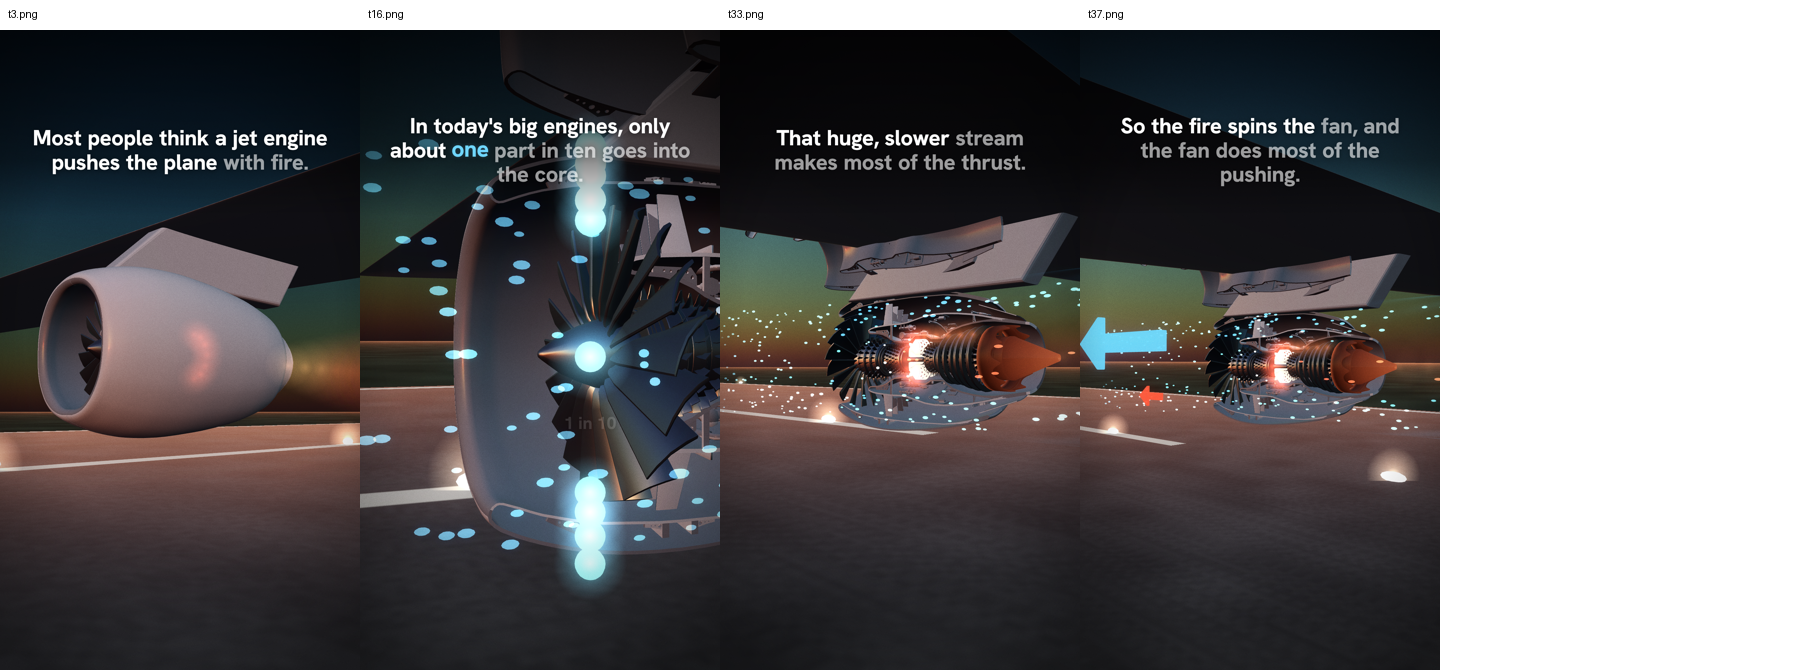 t3.png
t16.png
t33.png
t37.png
Most people think a jet engine
pushes the plane with fire.
In today's big engines, only
about one part in ten goes into
the core.
1 in 10
That huge, slower stream
makes most of the thrust.
So the fire spins the fan, and
the fan does most of the
pushing.